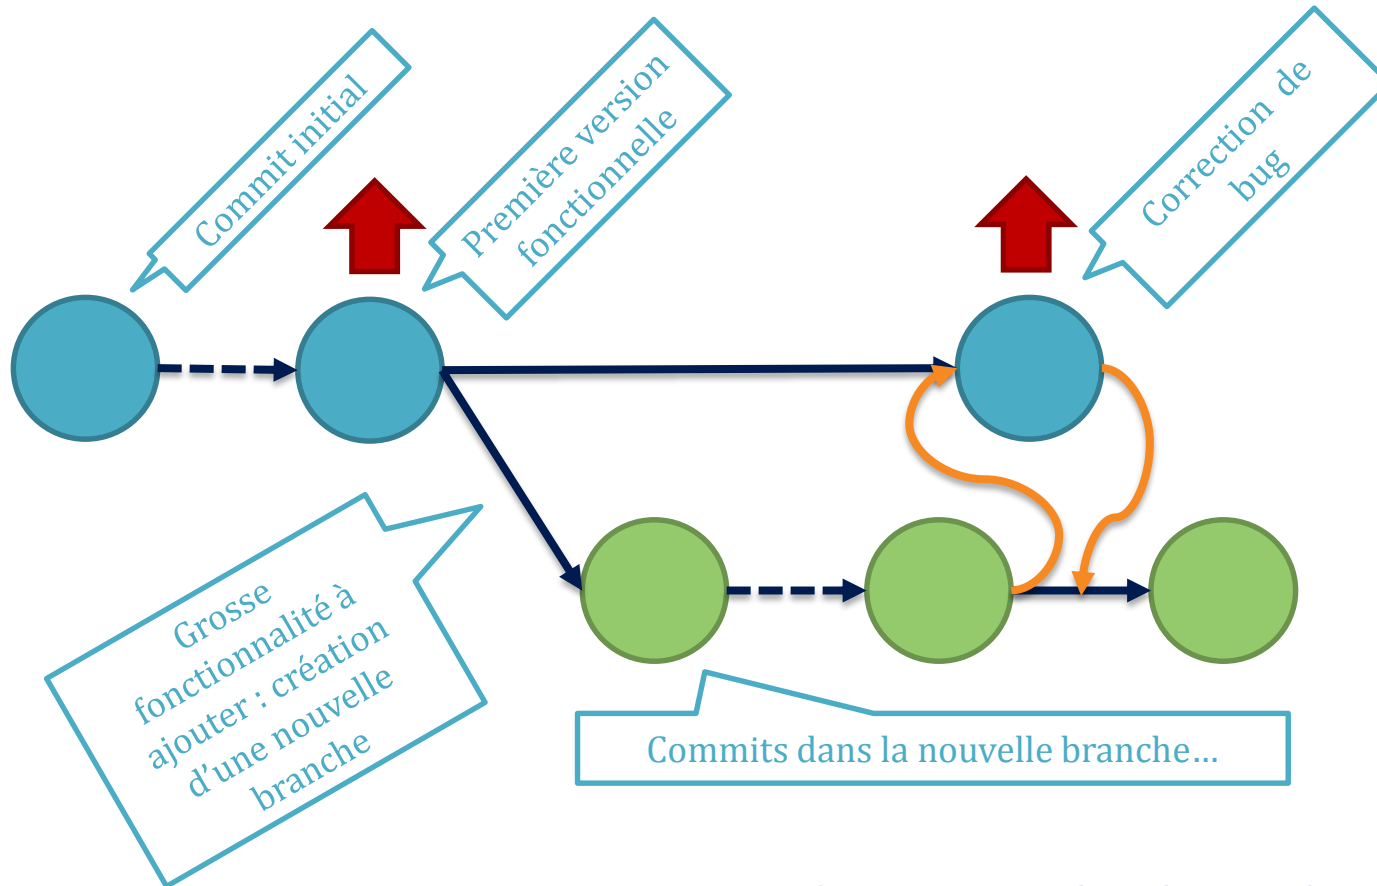 Commit initial
Première version
fonctionnelle
Correction de
bug
Grosse
fonctionnalité à
ajouter : création
d’une nouvelle
branche
Commits dans la nouvelle branche…